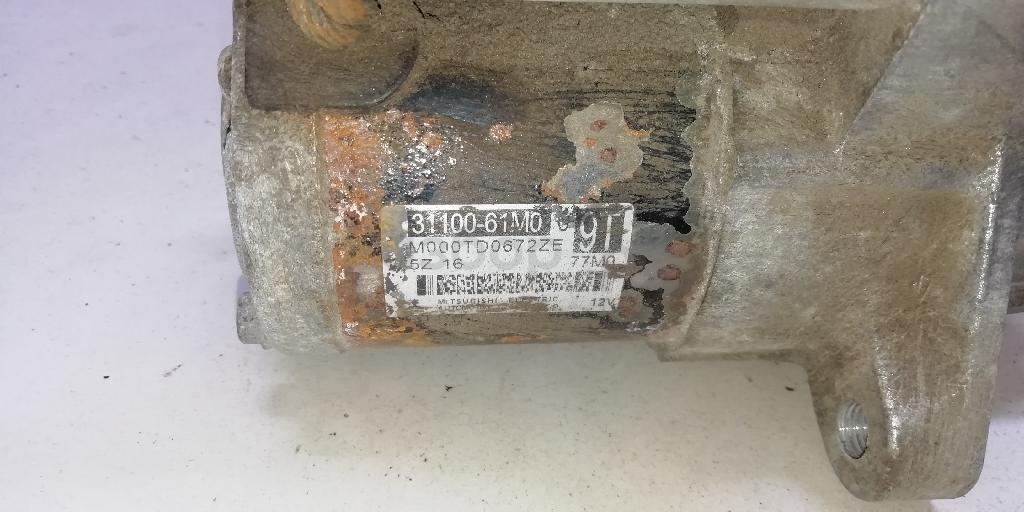 31100-61M0
9T
M000TD0672ZE
5Z 16 77M0
MITSUBISHI ELECTRIC
12V